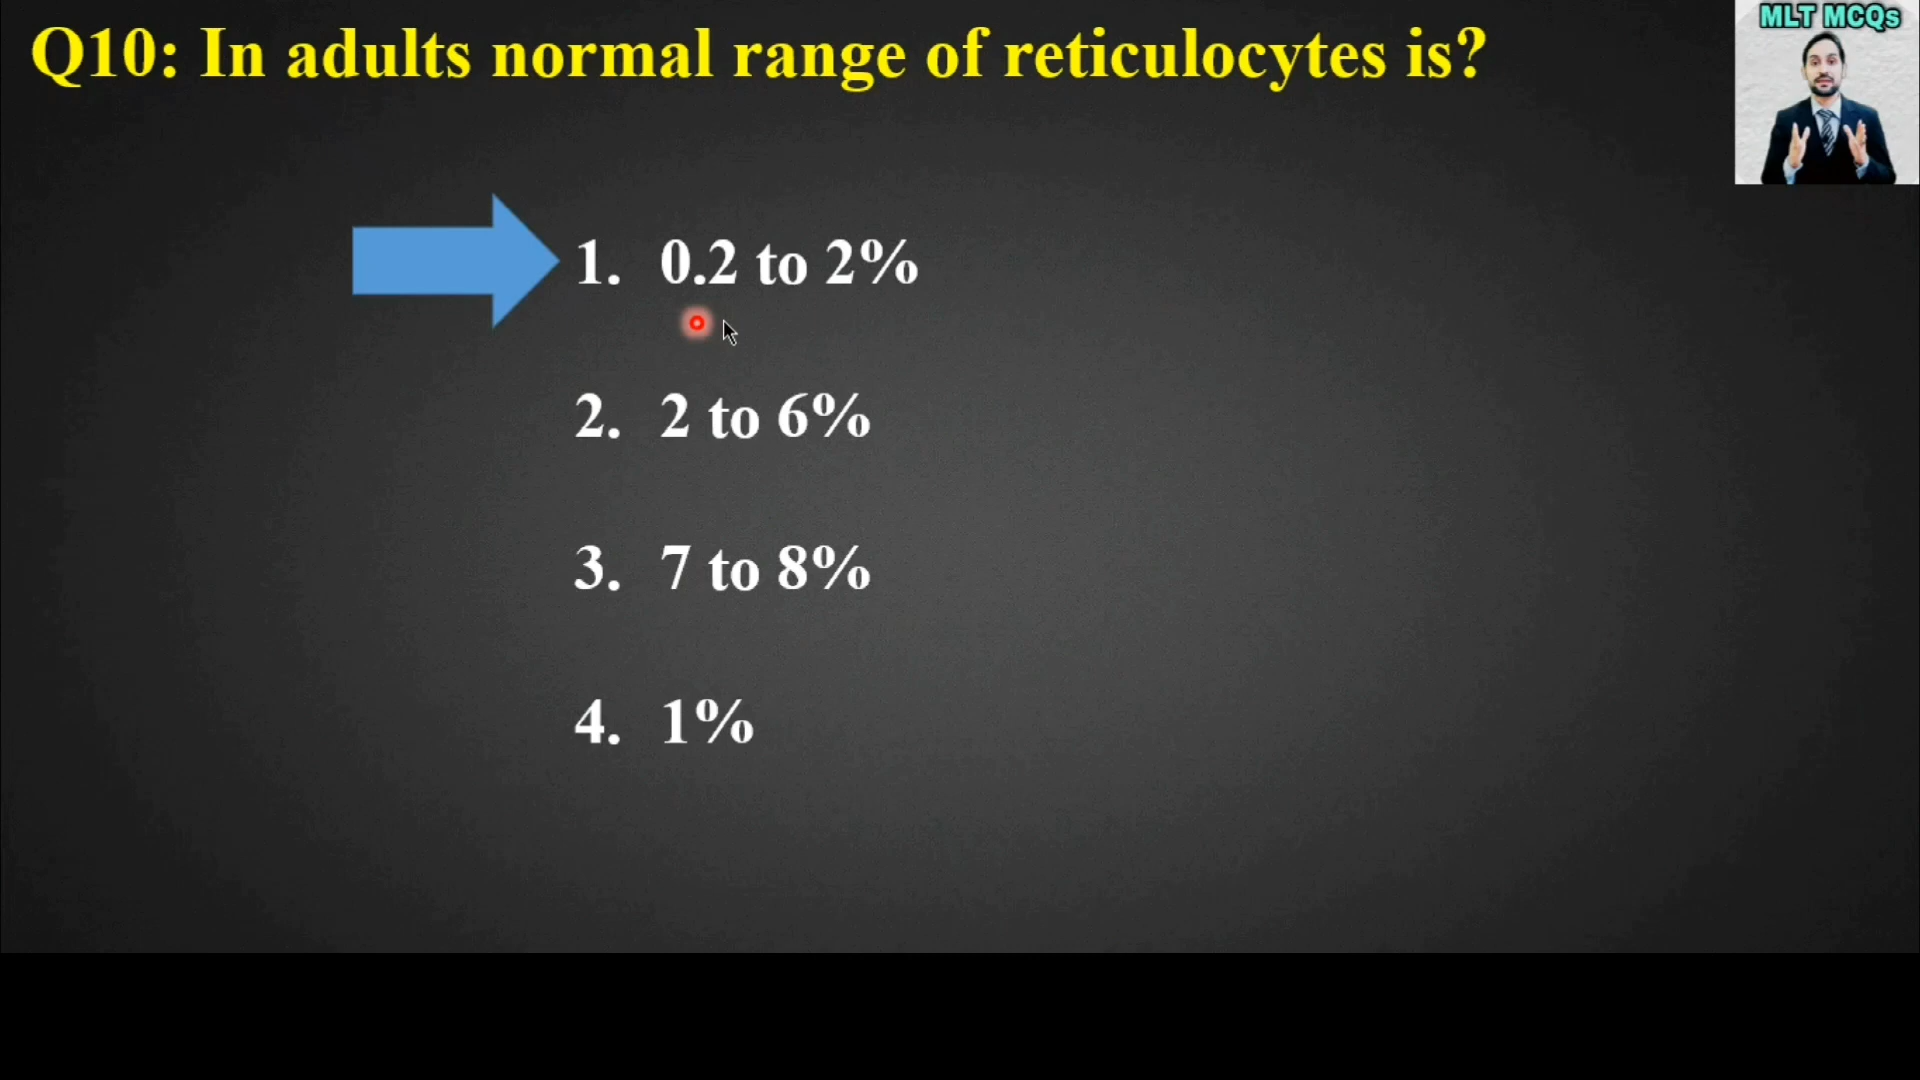 Q10: In adults normal range of reticulocytes is?
MLT MCQs
1. 0.2 to 2%
2. 2 to 6%
3. 7 to 8%
4. 1%